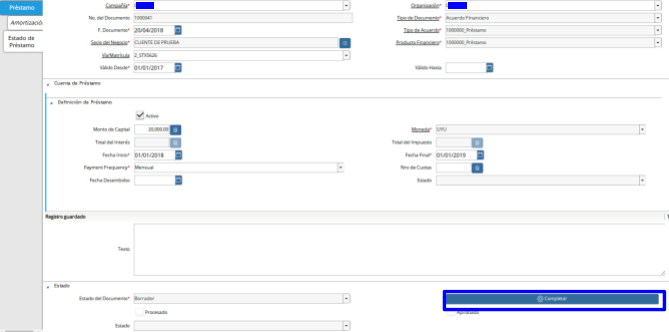 Préstamo
Amortizació
Estado de
Préstamo
Compañía*
Organización*
No. del Documento 1000041
Tipo de Documento* Acuerdo Financiero
F. Documento* 20/04/2018
Tipo de Acuerdo* 1000000_Préstamo
Socio del Negocio* CLIENTE DE PRUEBA
Producto Financiero* 1000000_Préstamo
Vía/Matrícula 2_STX5626
Válido Desde* 01/01/2017
Válido Hasta
Cuenta de Préstamo
Definición de Préstamo
Activo
Monto de Capital 20,000.00
Moneda* UYU
Total del Interés
Total del Impuesto
Fecha Inicio* 01/01/2018
Fecha Final* 01/01/2019
Payment Frequency* Mensual
Nro de Cuotas
Fecha Desembolso
Estado
Registro guardado
Texto
Estado
Estado del Documento* Borrador
Completar
Procesado
Aprobado
Estado